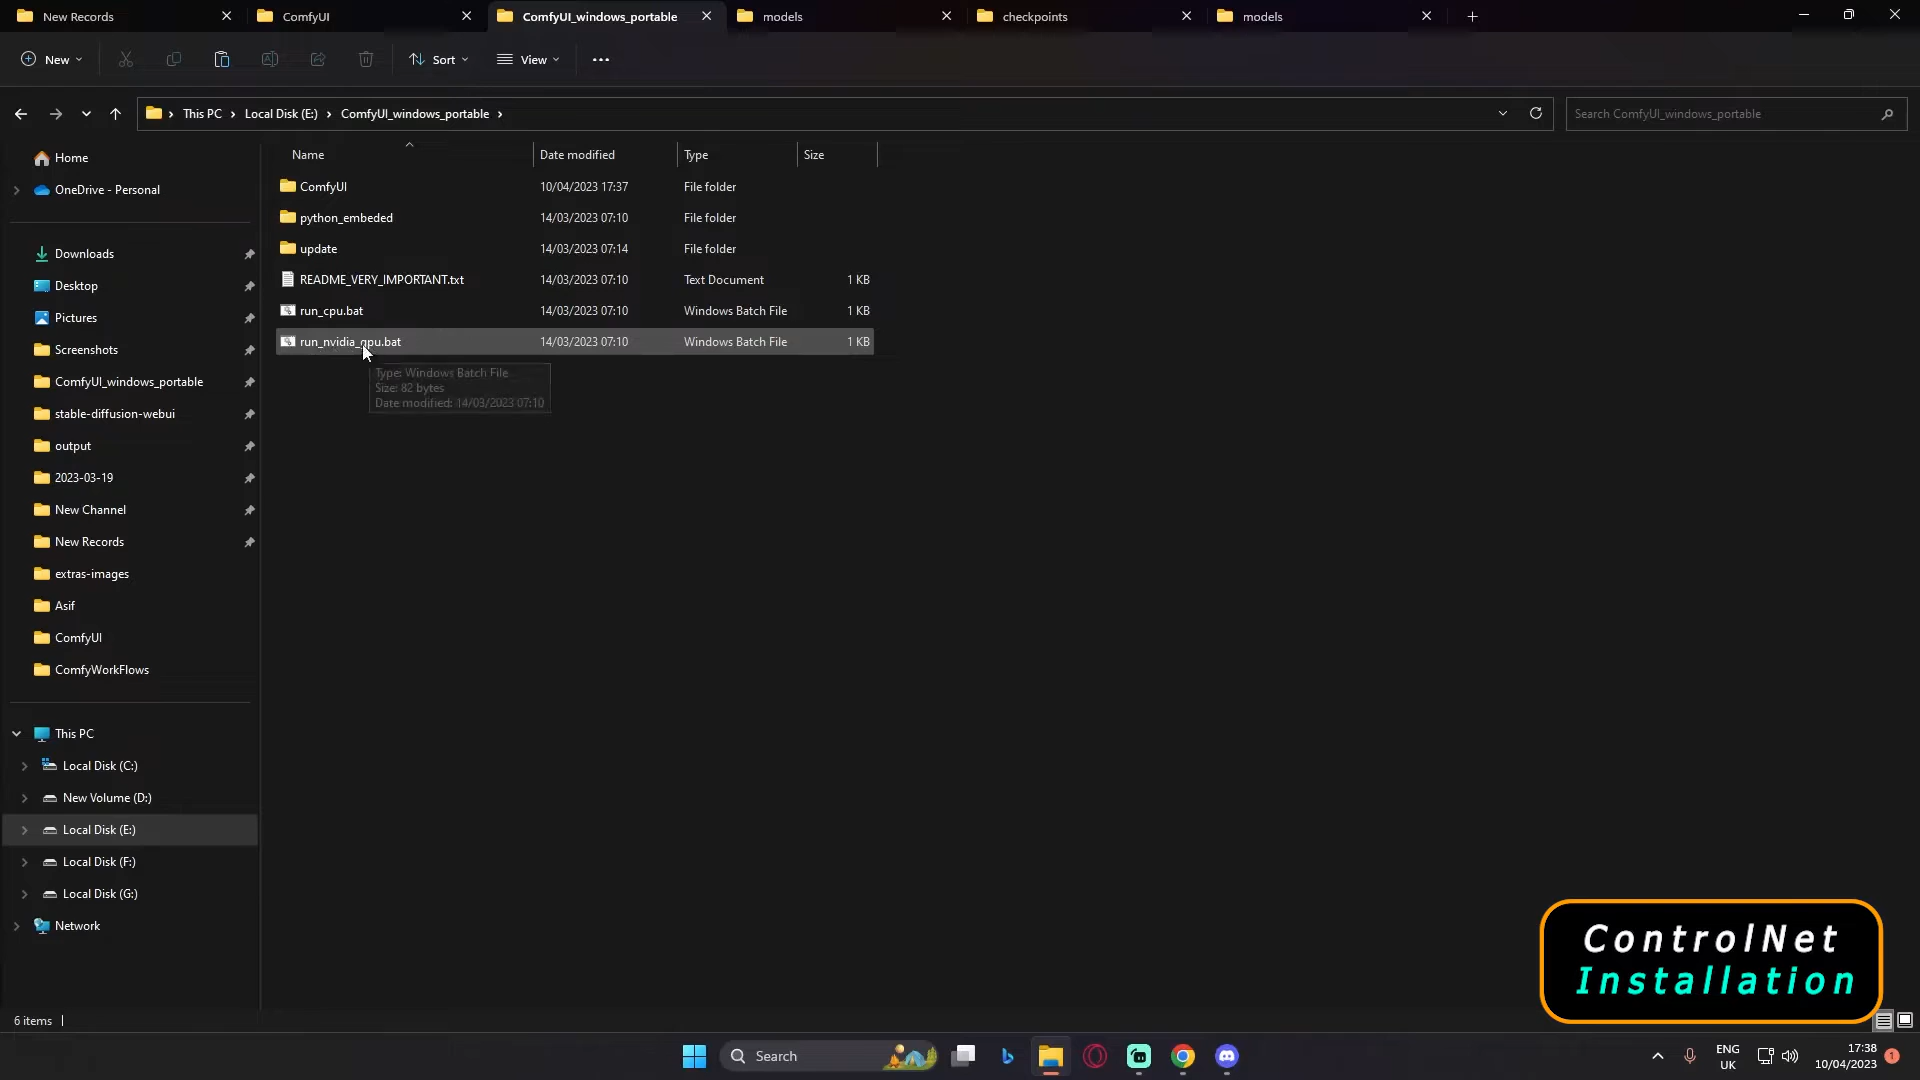 New Records
ComfyUI
ComfyUI_windows_portable
models
checkpoints
models
New
Sort
View
This PC
Local Disk (E:)
ComfyUI_windows_portable
Search ComfyUI_windows_portable
Name
Date modified
Type
Size
ComfyUI
10/04/2023 17:37
File folder
python_embeded
14/03/2023 07:10
File folder
update
14/03/2023 07:14
File folder
README_VERY_IMPORTANT.txt
14/03/2023 07:10
Text Document
1 KB
run_cpu.bat
14/03/2023 07:10
Windows Batch File
1 KB
run_nvidia_gpu.bat
14/03/2023 07:10
Windows Batch File
1 KB
Type: Windows Batch File
Size: 82 bytes
Date modified: 14/03/2023 07:10
Home
OneDrive - Personal
Downloads
Desktop
Pictures
Screenshots
ComfyUI_windows_portable
stable-diffusion-webui
output
2023-03-19
New Channel
New Records
extras-images
Asif
ComfyUI
ComfyWorkFlows
This PC
Local Disk (C:)
New Volume (D:)
Local Disk (E:)
Local Disk (F:)
Local Disk (G:)
Network
ControlNet
Installation
6 items
Search
ENG
UK
17:38
10/04/2023
1